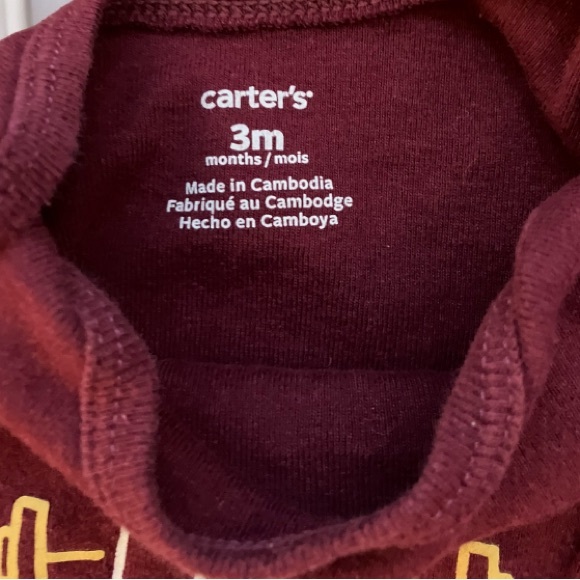 carter's
3m
months / mois
Made in Cambodia
Fabriqué au Cambodge
Hecho en Camboya